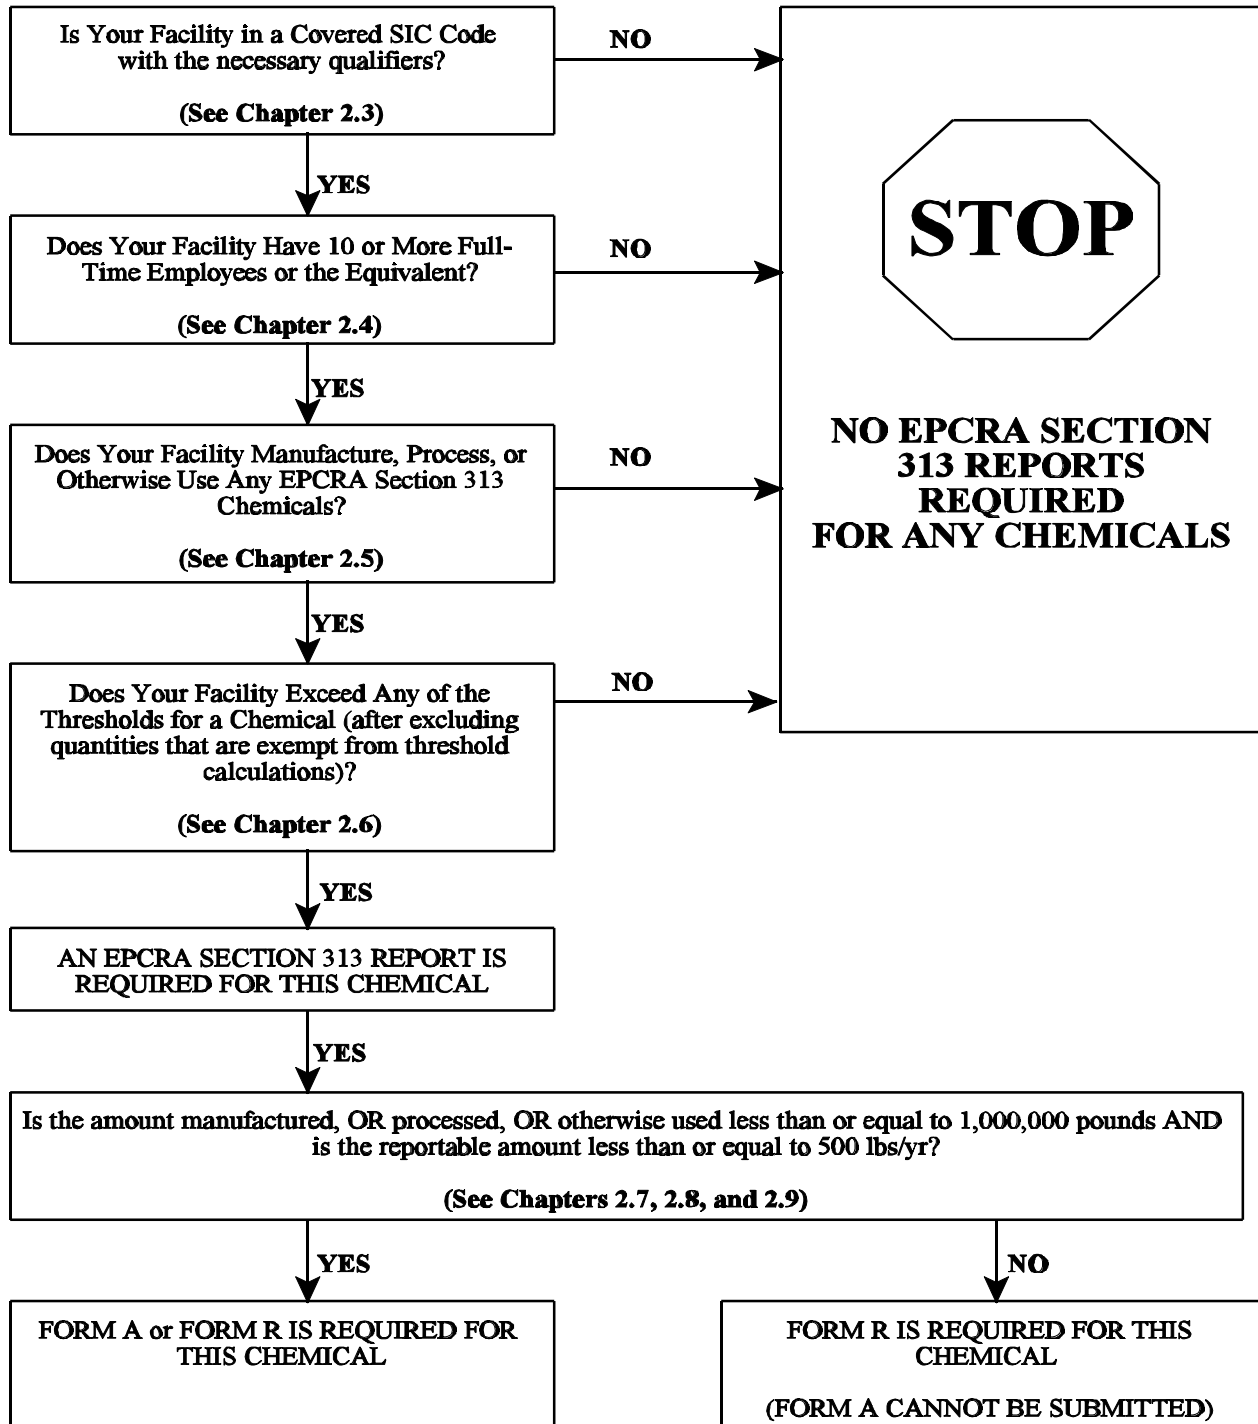 Is Your Facility in a Covered SIC Code
with the necessary qualifiers?
(See Chapter 2.3)
NO
YES
Does Your Facility Have 10 or More Full-
Time Employees or the Equivalent?
(See Chapter 2.4)
NO
YES
Does Your Facility Manufacture, Process, or
Otherwise Use Any EPCRA Section 313
Chemicals?
(See Chapter 2.5)
NO
YES
Does Your Facility Exceed Any of the
Thresholds for a Chemical (after excluding
quantities that are exempt from threshold
calculations)?
(See Chapter 2.6)
NO
STOP
NO EPCRA SECTION
313 REPORTS
REQUIRED
FOR ANY CHEMICALS
YES
AN EPCRA SECTION 313 REPORT IS
REQUIRED FOR THIS CHEMICAL
YES
Is the amount manufactured, OR processed, OR otherwise used less than or equal to 1,000,000 pounds AND
is the reportable amount less than or equal to 500 lbs/yr?
(See Chapters 2.7, 2.8, and 2.9)
YES
NO
FORM A or FORM R IS REQUIRED FOR
THIS CHEMICAL
FORM R IS REQUIRED FOR THIS
CHEMICAL
(FORM A CANNOT BE SUBMITTED)